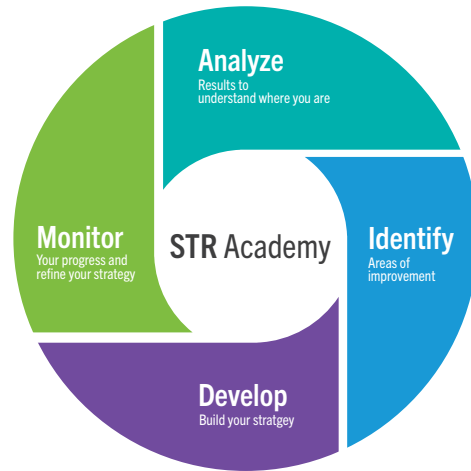 Analyze
Results to
understand where you are
Identify
Areas of
improvement
Develop
Build your stratgey
Monitor
Your progress and
refine your strategy
STR Academy